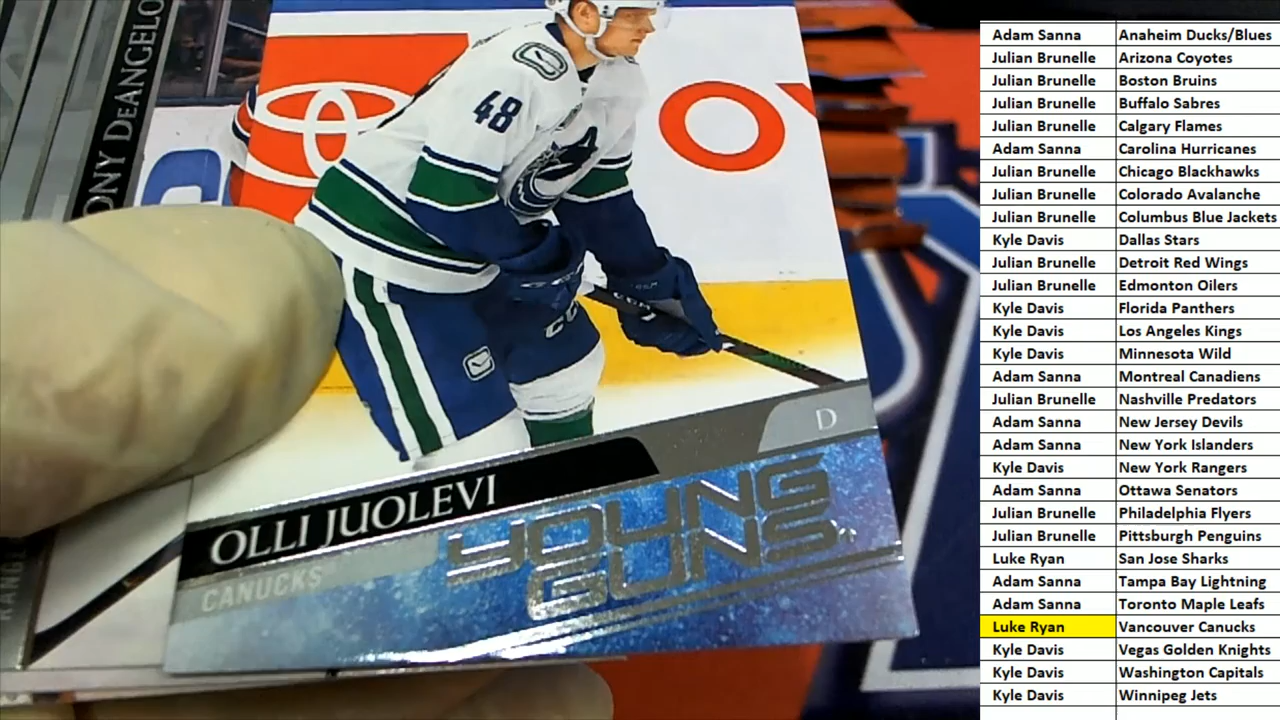 ONY DEANGELO
48
CCM
D
OLLI JUOLEVI
YOUNG
GUNS
CANUCKS
RANGE
Adam Sanna Anaheim Ducks/Blues
Julian Brunelle Arizona Coyotes
Julian Brunelle Boston Bruins
Julian Brunelle Buffalo Sabres
Julian Brunelle Calgary Flames
Adam Sanna Carolina Hurricanes
Julian Brunelle Chicago Blackhawks
Julian Brunelle Colorado Avalanche
Julian Brunelle Columbus Blue Jackets
Kyle Davis Dallas Stars
Julian Brunelle Detroit Red Wings
Julian Brunelle Edmonton Oilers
Kyle Davis Florida Panthers
Kyle Davis Los Angeles Kings
Kyle Davis Minnesota Wild
Adam Sanna Montreal Canadiens
Julian Brunelle Nashville Predators
Adam Sanna New Jersey Devils
Adam Sanna New York Islanders
Kyle Davis New York Rangers
Adam Sanna Ottawa Senators
Julian Brunelle Philadelphia Flyers
Julian Brunelle Pittsburgh Penguins
Luke Ryan San Jose Sharks
Adam Sanna Tampa Bay Lightning
Adam Sanna Toronto Maple Leafs
Luke Ryan Vancouver Canucks
Kyle Davis Vegas Golden Knights
Kyle Davis Washington Capitals
Kyle Davis Winnipeg Jets